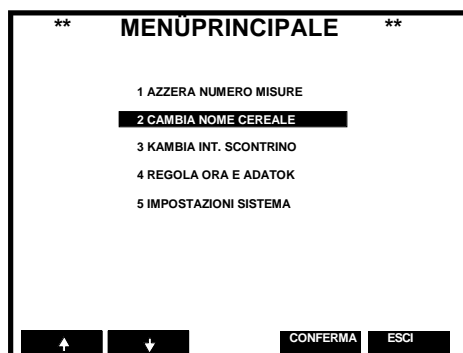 ** MENÜPRINCIPALE **
1 AZZERA NUMERO MISURE
2 CAMBIA NOME CEREALE
3 KAMBIA INT. SCONTRINO
4 REGOLA ORA E ADATOK
5 IMPOSTAZIONI SISTEMA
CONFERMA ESCI